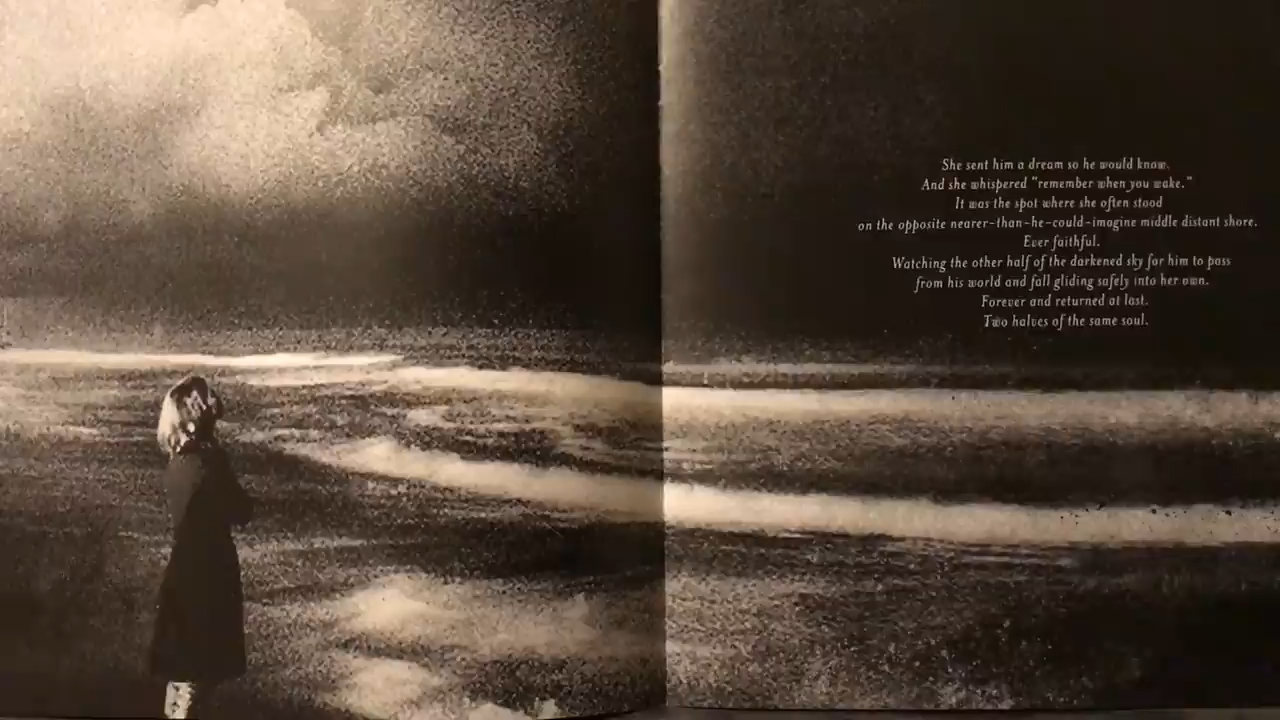 She sent him a dream so he would know.
And she whispered "remember when you wake."
It was the spot where she often stood
on the opposite nearer-than-he-could-imagine middle distant shore.
Ever faithful.
Watching the other half of the darkened sky for him to pass
from his world and fall gliding safely into her own.
Forever and returned at last.
Two halves of the same soul.